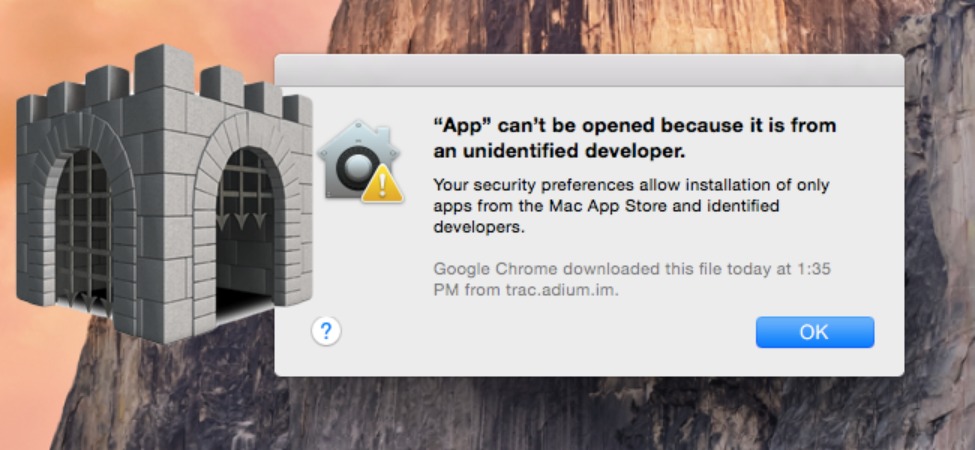 “App” can’t be opened because it is from
an unidentified developer.
Your security preferences allow installation of only
apps from the Mac App Store and identified
developers.
Google Chrome downloaded this file today at 1:35
PM from trac.adium.im.
?
OK